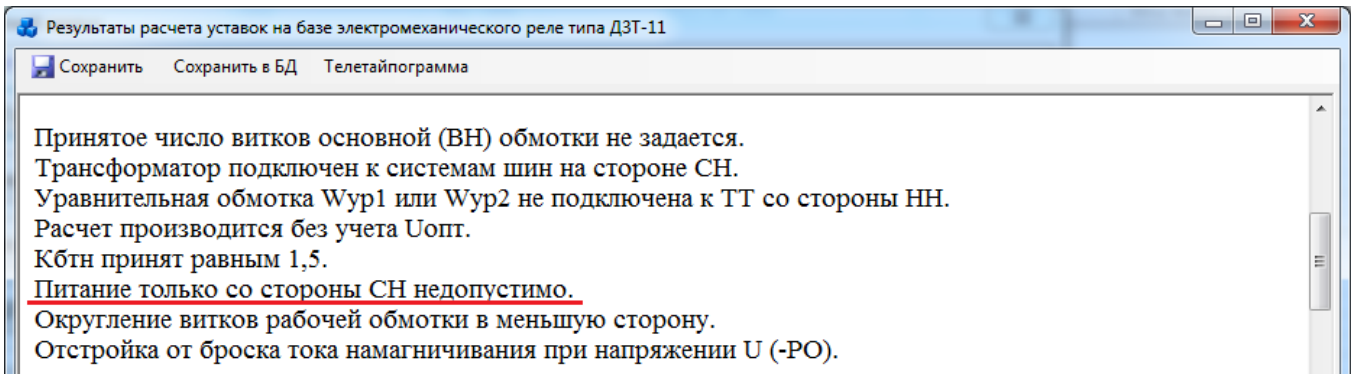 Результаты расчета уставок на базе электромеханического реле типа ДЗТ-11
Сохранить Сохранить в БД Телетайпограмма
Принятое число витков основной (ВН) обмотки не задается.
Трансформатор подключен к системам шин на стороне СН.
Уравнительная обмотка Wур1 или Wур2 не подключена к ТТ со стороны НН.
Расчет производится без учета Uопт.
Кбтн принят равным 1,5.
Питание только со стороны СН недопустимо.
Округление витков рабочей обмотки в меньшую сторону.
Отстройка от броска тока намагничивания при напряжении U (-РО).